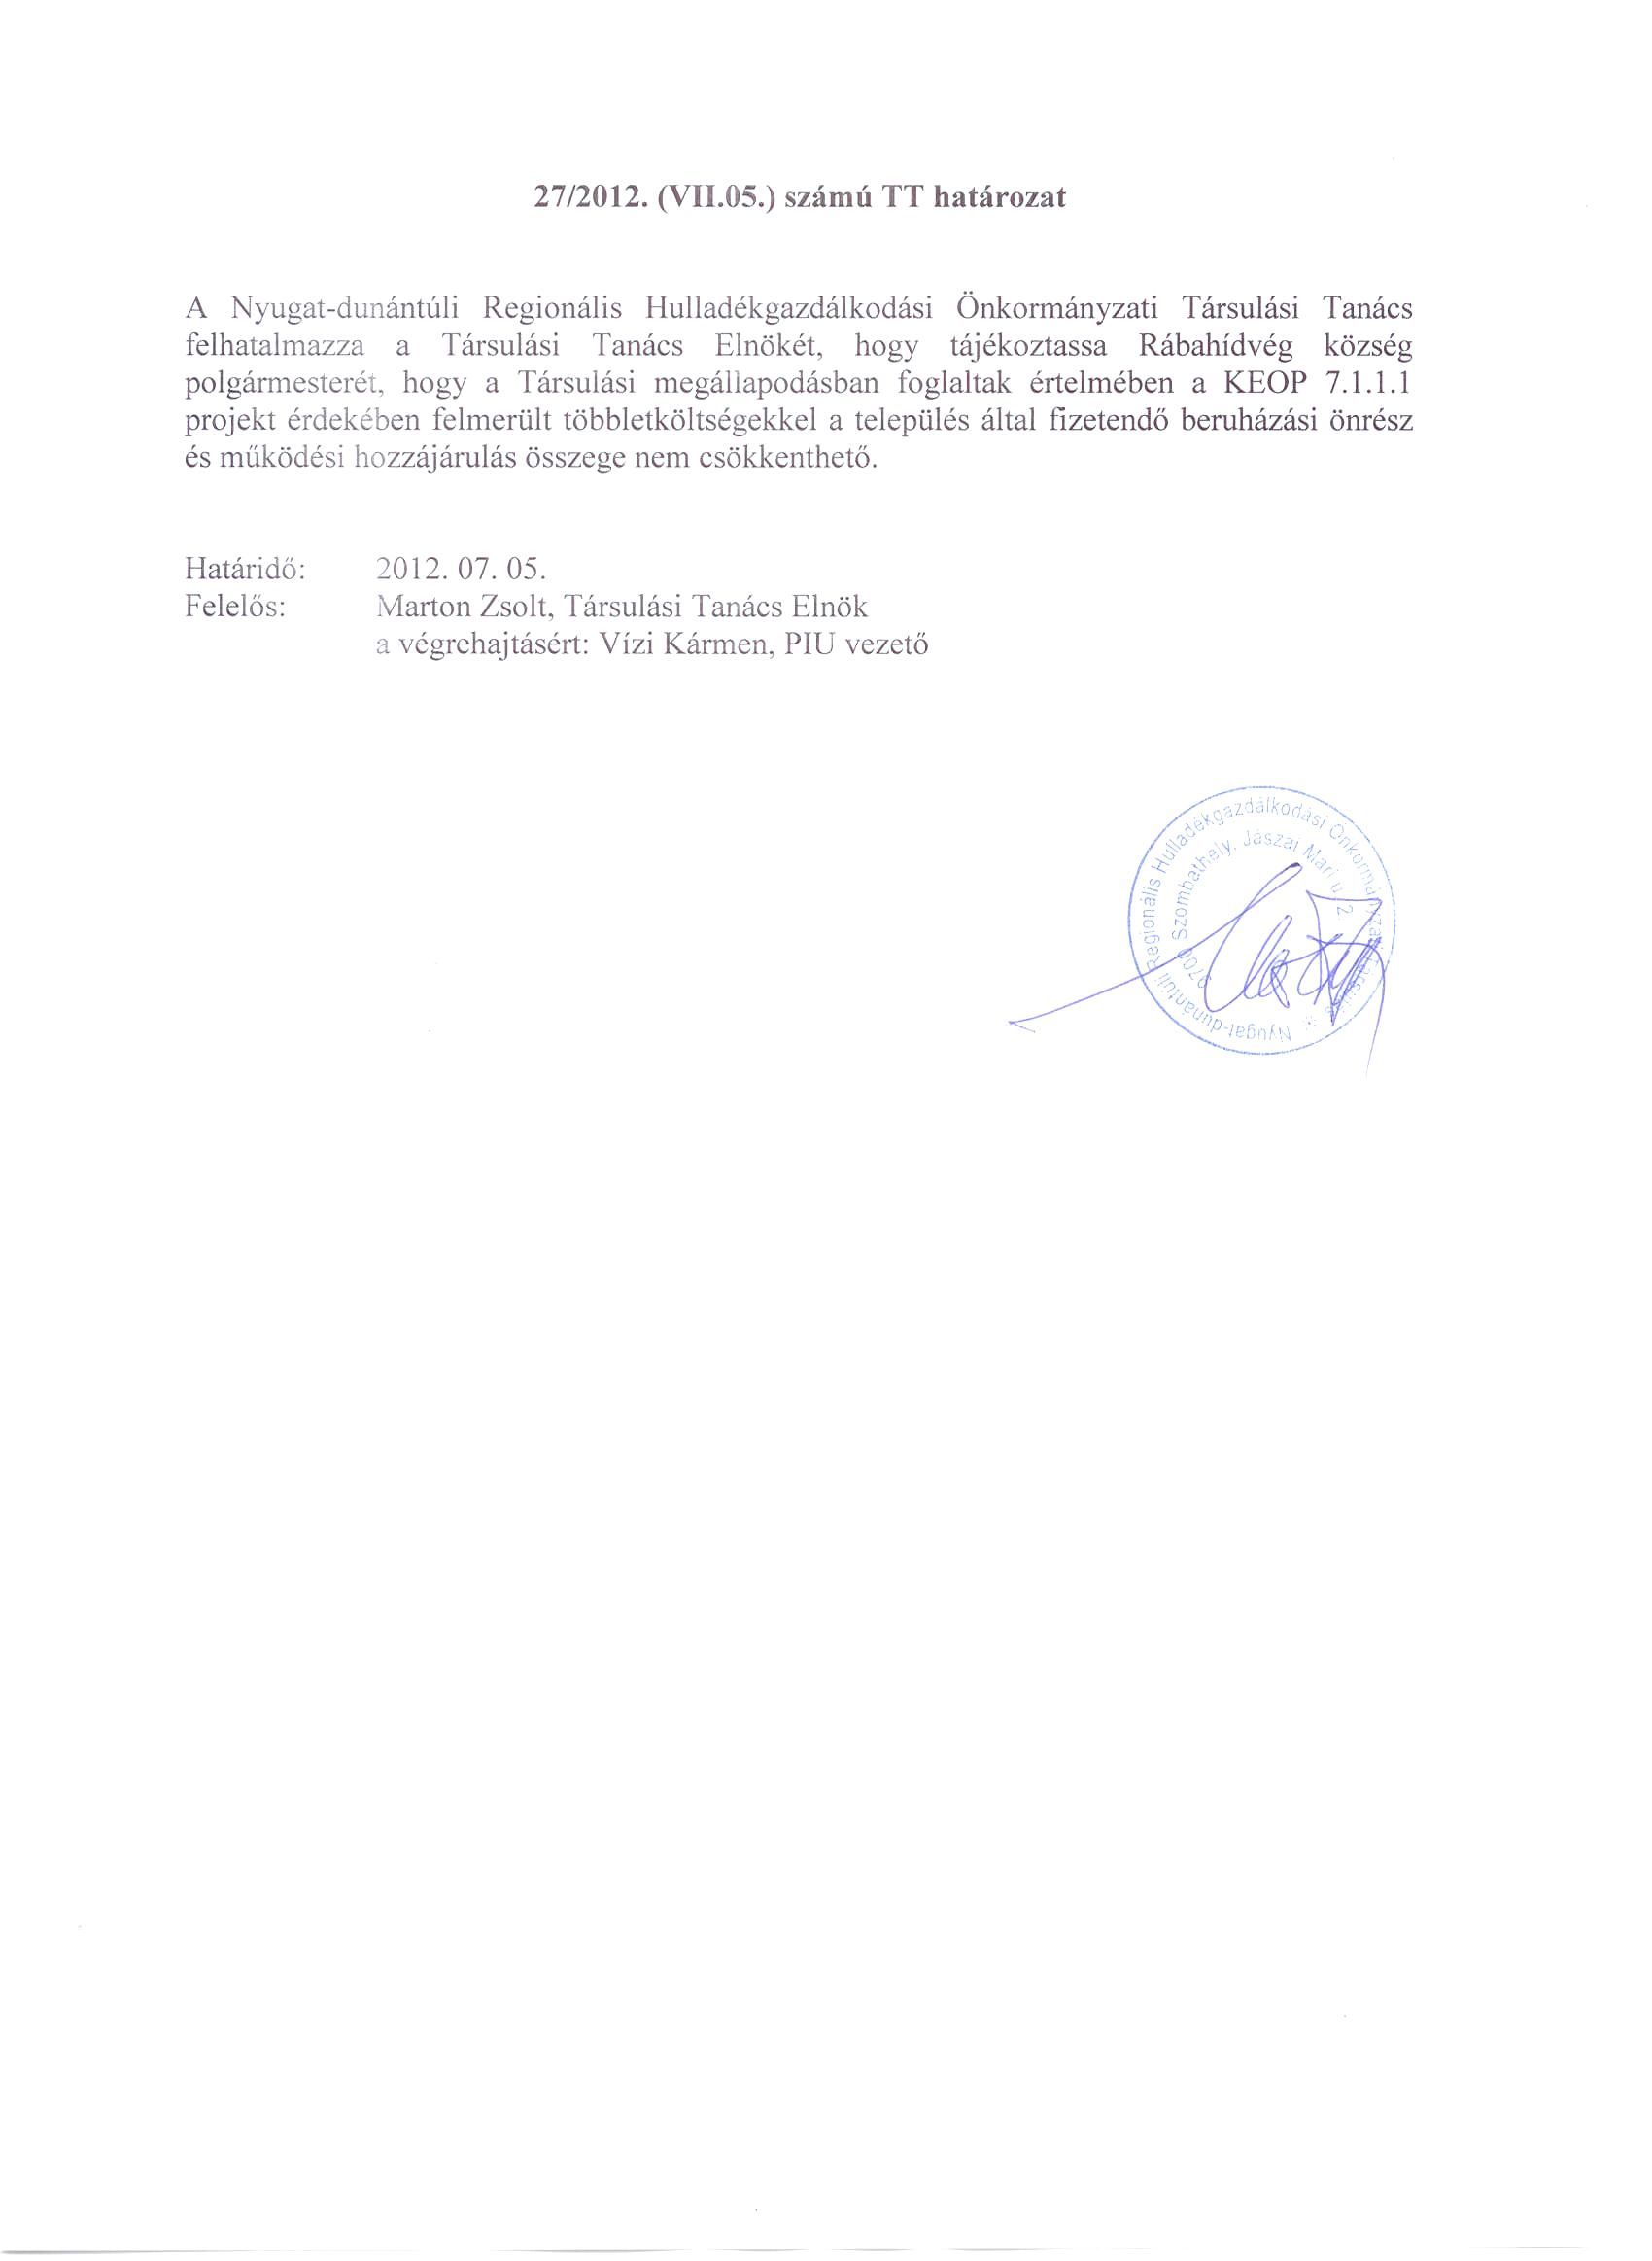 27/2012. (VII.05.) számú TT határozat
A Nyugat-dunántúli Regionális Hulladékgazdálkodási Önkormányzati Társulási Tanács
felhatalmazza a Társulási Tanács Elnökét, hogy tájékoztassa Rábahídvég község
polgármesterét, hogy a Társulási megállapodásban foglaltak értelmében a KEOP 7.1.1.1
projekt érdekében felmerült többletköltségekkel a település által fizetendő beruházási önrész
és működési hozzájárulás összege nem csökkenthető.
Határidő: 2012. 07. 05.
Felelős: Marton Zsolt, Társulási Tanács Elnök
a végrehajtásért: Vízi Kármen, PIU vezető
Nyugat-dunántúli Regionális Hulladékgazdálkodási Önkormányzati Társulás
9700 Szombathely, Jászai Mari u. 2